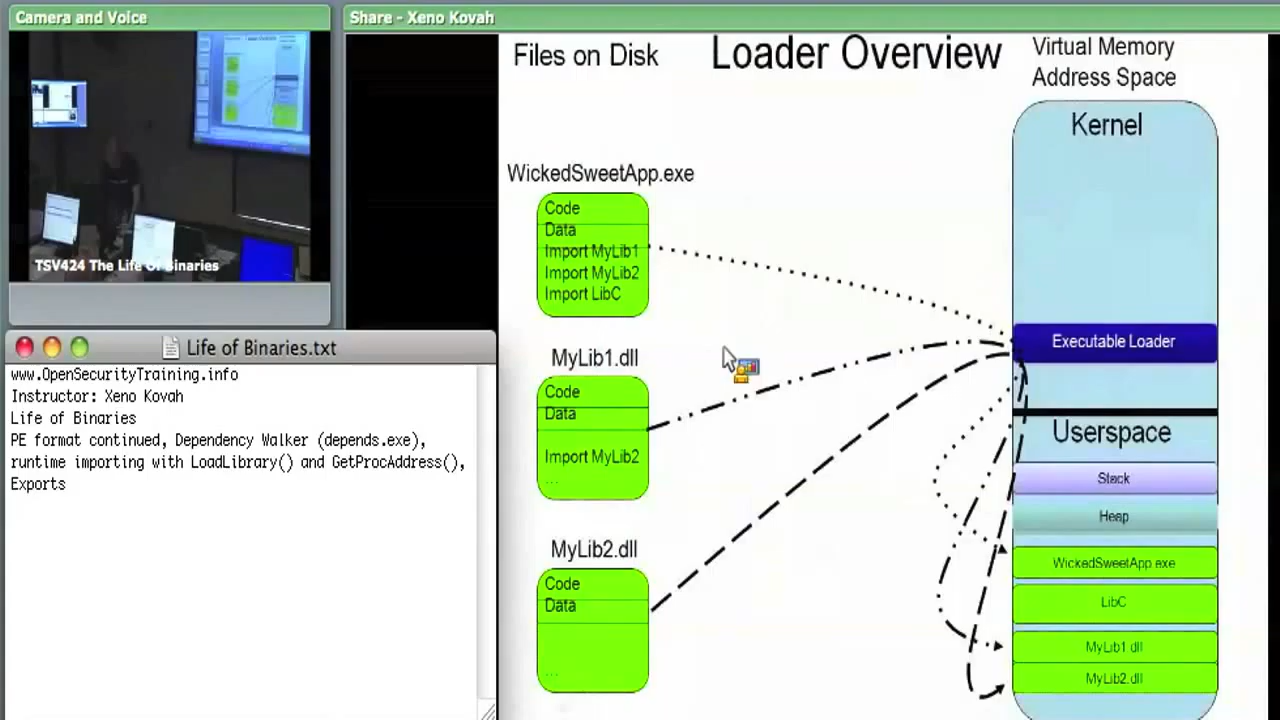 Camera and Voice
TSV424 The Life Of Binaries
Life of Binaries.txt
www.OpenSecurityTraining.info
Instructor: Xeno Kovah
Life of Binaries
PE format continued, Dependency Walker (depends.exe),
runtime importing with LoadLibrary() and GetProcAddress(),
Exports
Share - Xeno Kovah
Files on Disk
Loader Overview
Virtual Memory
Address Space
WickedSweetApp.exe
Code
Data
Import MyLib1
Import MyLib2
Import LibC
MyLib1.dll
Code
Data
Import MyLib2
...
MyLib2.dll
Code
Data
...
Kernel
Executable Loader
Userspace
Stack
Heap
WickedSweetApp.exe
LibC
MyLib1.dll
MyLib2.dll